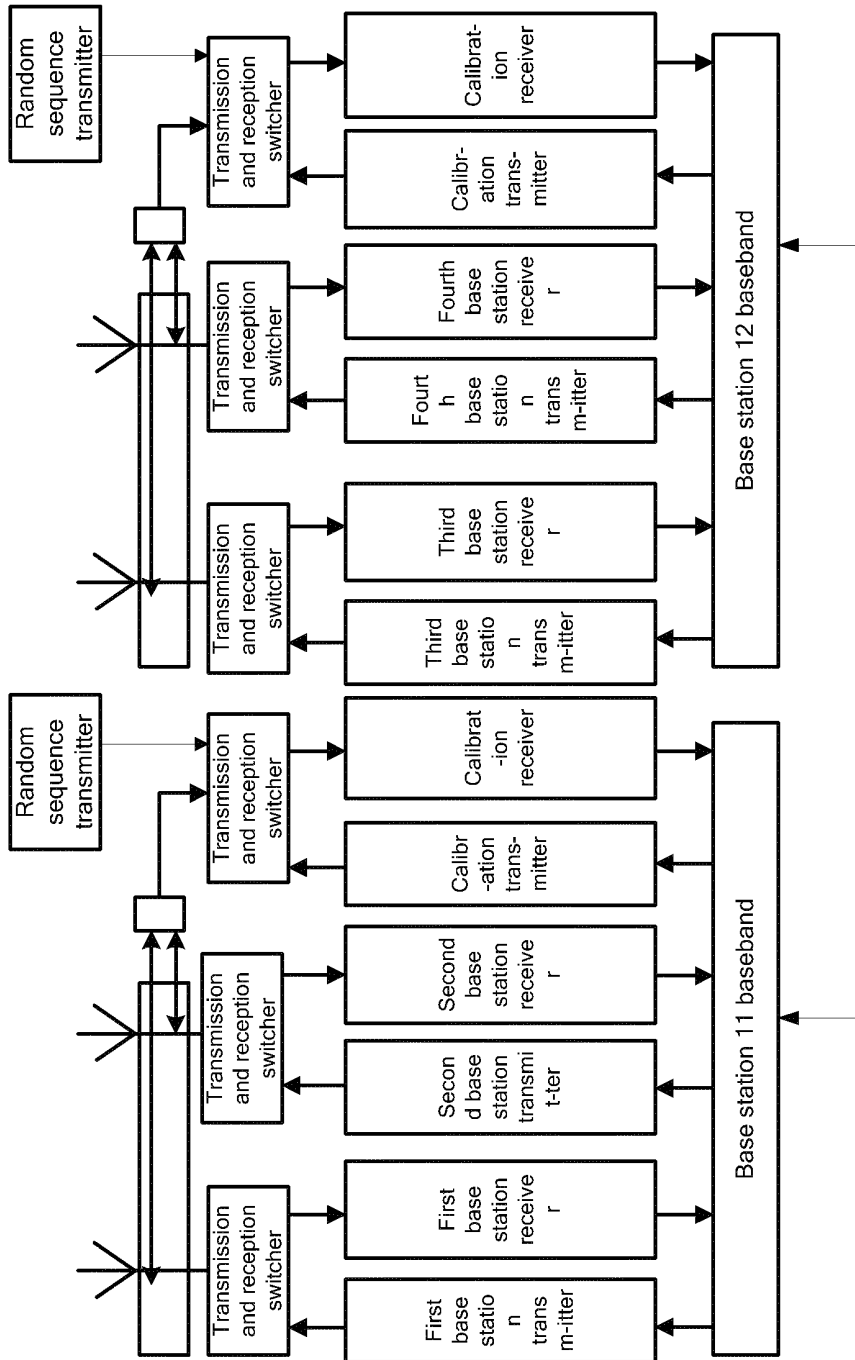 Random
sequence
transmitter
Random
sequence
transmitter
Transmission
and reception
switcher
Transmission
and reception
switcher
Transmission
and reception
switcher
Transmission
and reception
switcher
Transmission
and reception
switcher
Transmission
and reception
switcher
First
base
statio
n
trans
m-itter
First
base
station
receive
r
Secon
d base
station
transmi
t-ter
Second
base
station
receive
r
Calibr
-ation
trans-
mitter
Calibrat
-ion
receiver
Third
base
statio
n
trans
m-itter
Third
base
station
receive
r
Fourt
h
base
statio
n
trans
m-itter
Fourth
base
station
receive
r
Calibr-
ation
trans-
mitter
Calibrat-
ion
receiver
Base station 11 baseband
Base station 12 baseband